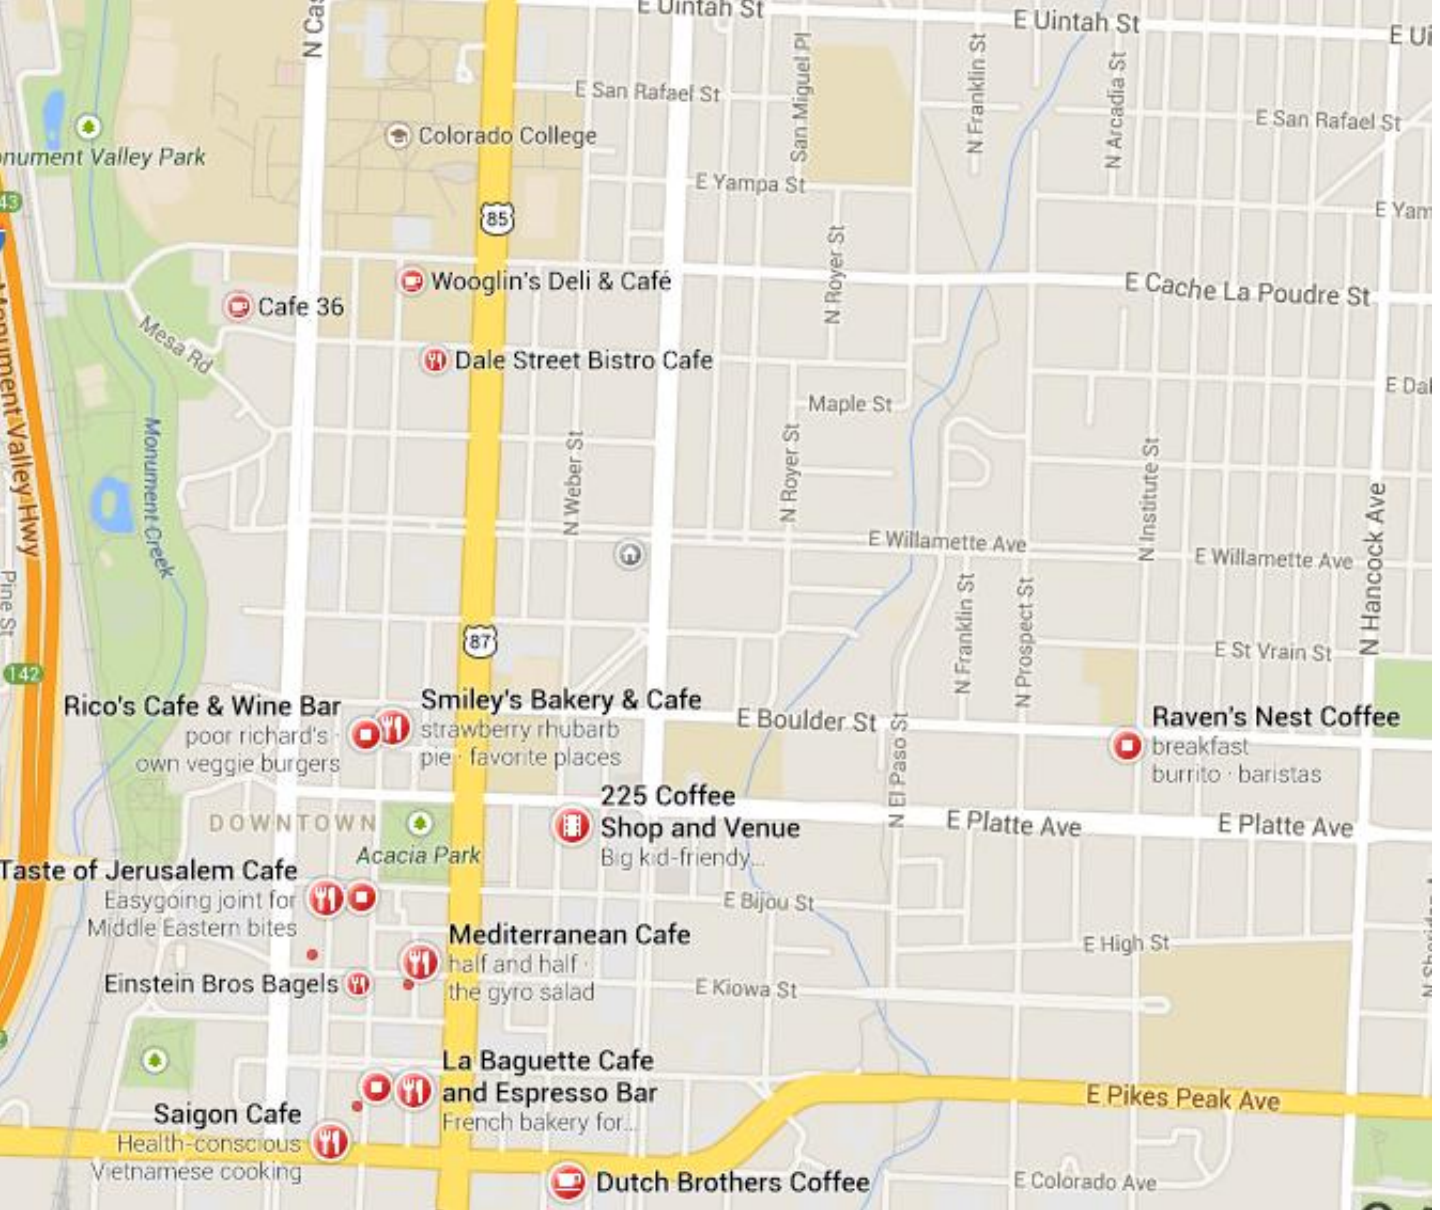 E Uintah St
E Uintah St
E Ui
N Cas
San Miguel Pl
N Franklin St
N Arcadia St
E San Rafael St
E San Rafael St
Colorado College
Monument Valley Park
43
E Yampa St
E Yam
85
N Royer St
Wooglin's Deli & Café
E Cache La Poudre St
Cafe 36
Mesa Rd
Dale Street Bistro Cafe
E Dal
Maple St
Monument Valley Hwy
Monument Creek
N Weber St
N Royer St
N Institute St
N Hancock Ave
E Willamette Ave
E Willamette Ave
Pine St
N Franklin St
N Prospect St
87
E St Vrain St
142
Rico's Cafe & Wine Bar
poor richard's ·
own veggie burgers
Smiley's Bakery & Cafe
strawberry rhubarb
pie · favorite places
E Boulder St
N El Paso St
Raven's Nest Coffee
breakfast
burrito · baristas
225 Coffee
Shop and Venue
Big kid-friendly...
DOWNTOWN
E Platte Ave
E Platte Ave
Acacia Park
Taste of Jerusalem Cafe
Easygoing joint for
Middle Eastern bites
E Bijou St
Mediterranean Cafe
half and half ·
the gyro salad
E High St
Einstein Bros Bagels
E Kiowa St
N Sheridan A
La Baguette Cafe
and Espresso Bar
French bakery for...
E Pikes Peak Ave
Saigon Cafe
Health-conscious
Vietnamese cooking
Dutch Brothers Coffee
E Colorado Ave